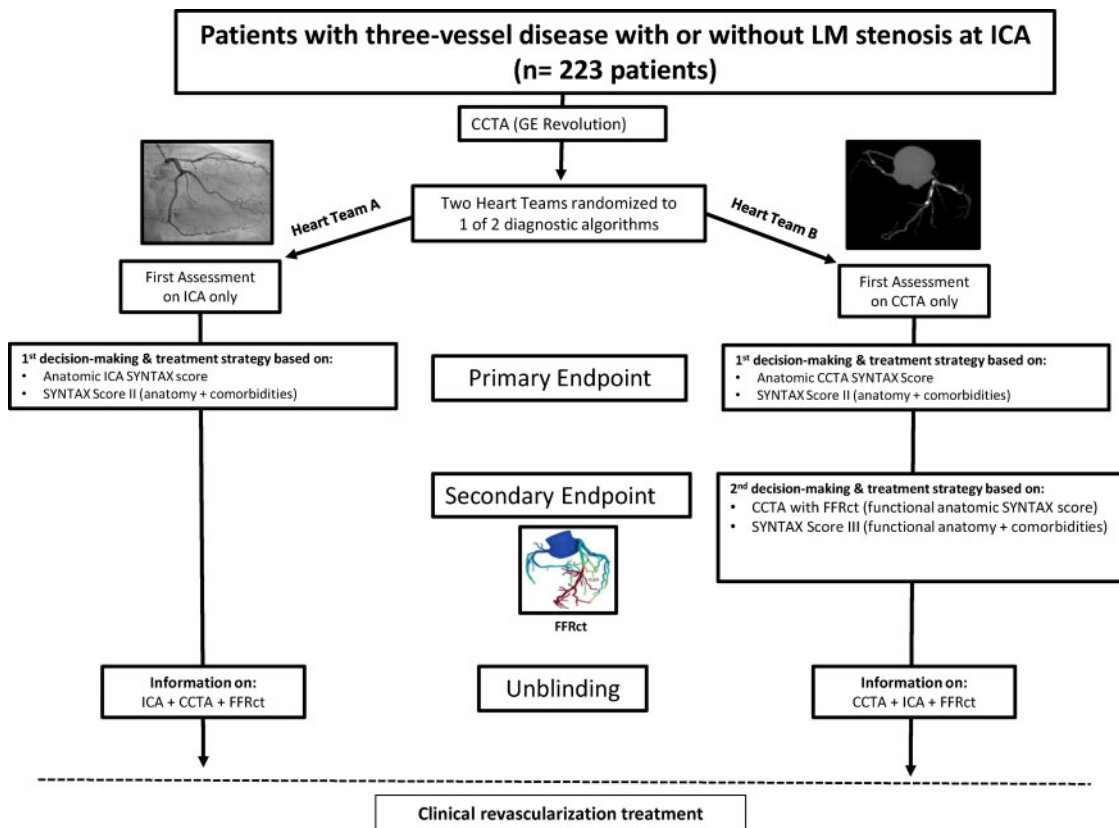 Patients with three-vessel disease with or without LM stenosis at ICA
(n= 223 patients)
CCTA (GE Revolution)
Two Heart Teams randomized to
1 of 2 diagnostic algorithms
Heart Team A
Heart Team B
First Assessment
on ICA only
First Assessment
on CCTA only
1st decision-making & treatment strategy based on:
• Anatomic ICA SYNTAX score
• SYNTAX Score II (anatomy + comorbidities)
Primary Endpoint
1st decision-making & treatment strategy based on:
• Anatomic CCTA SYNTAX Score
• SYNTAX Score II (anatomy + comorbidities)
Secondary Endpoint
FFRct
2nd decision-making & treatment strategy based on:
• CCTA with FFRct (functional anatomic SYNTAX score)
• SYNTAX Score III (functional anatomy + comorbidities)
Information on:
ICA + CCTA + FFRct
Unblinding
Information on:
CCTA + ICA + FFRct
Clinical revascularization treatment